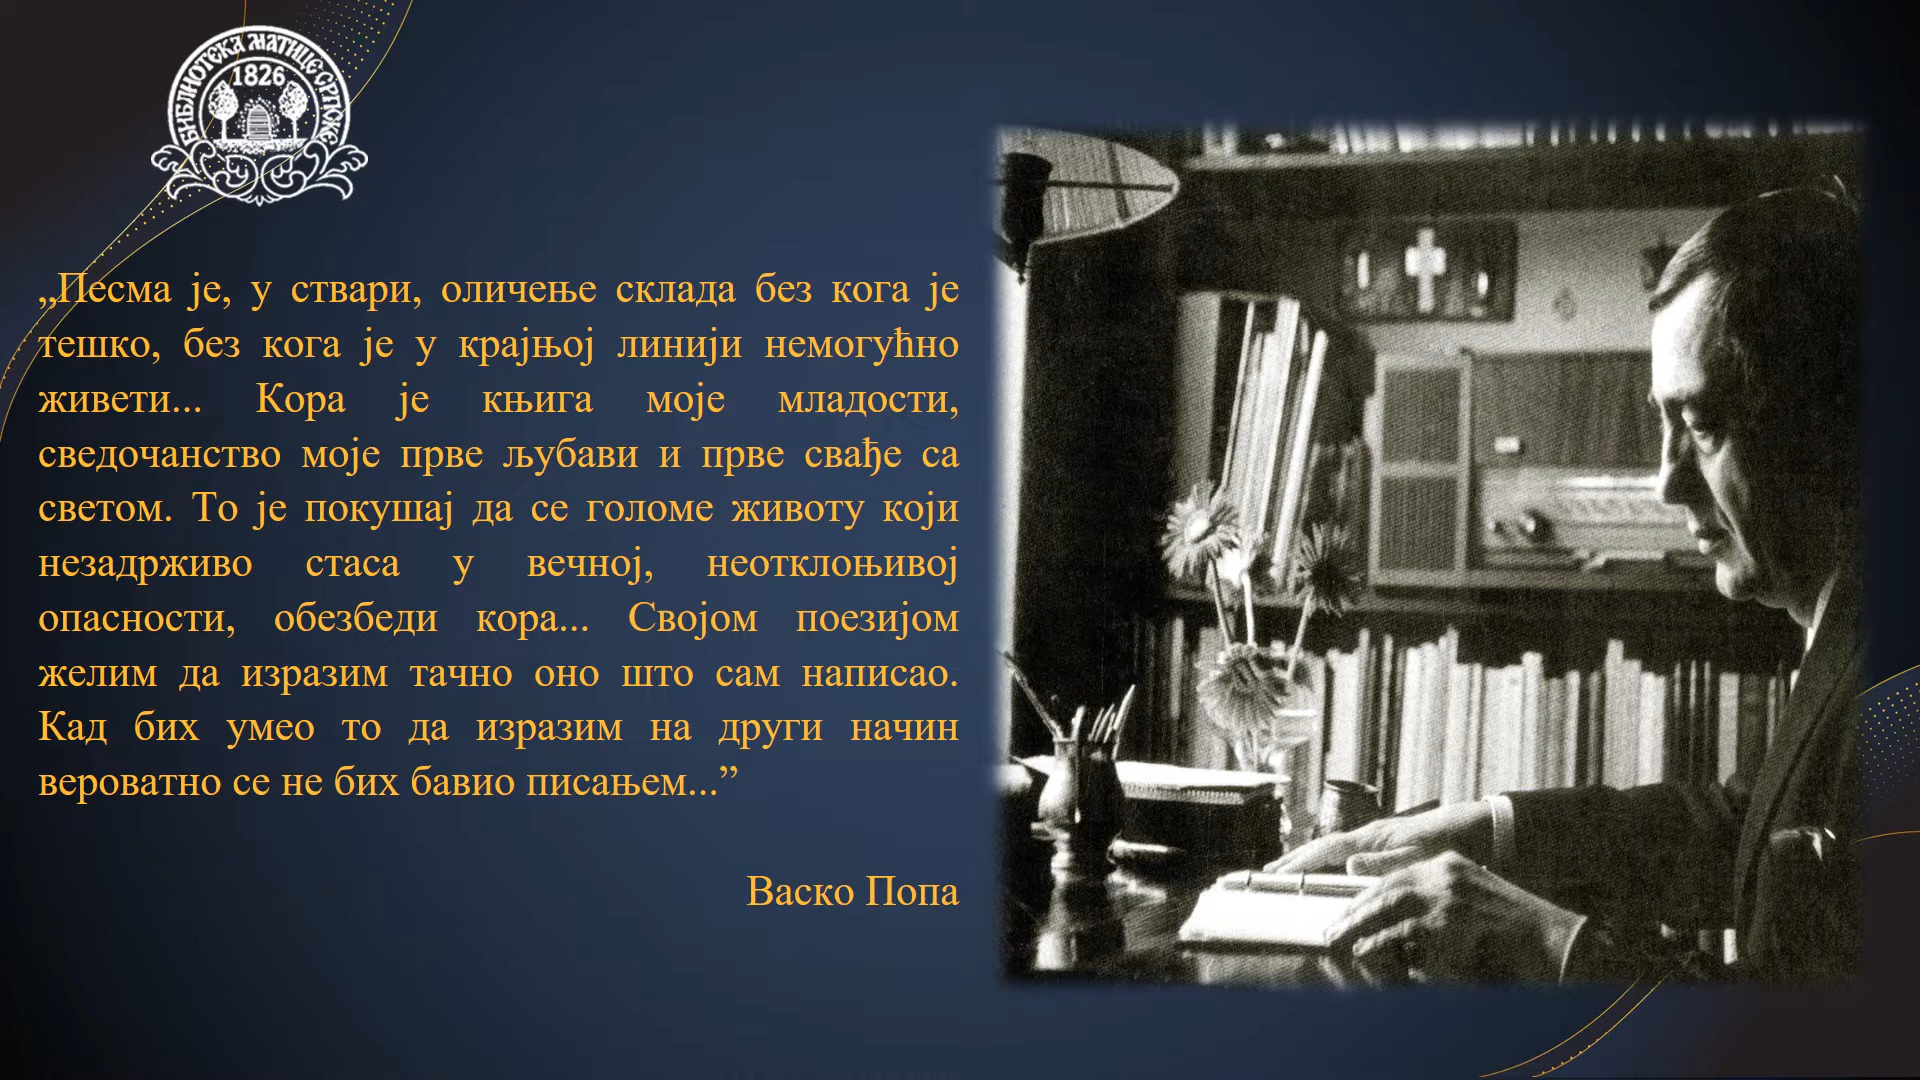 БИБЛИОТЕКА МАТИЦЕ СРПСКЕ
1826
„Песма је, у ствари, оличење склада без кога је
тешко, без кога је у крајњој линији немогућно
живети... Кора је књига моје младости,
сведочанство моје прве љубави и прве свађе са
светом. То је покушај да се голоме животу који
незадрживо стаса у вечној, неотклоњивој
опасности, обезбеди кора... Својом поезијом
желим да изразим тачно оно што сам написао.
Кад бих умео то да изразим на други начин
вероватно се не бих бавио писањем...”
Васко Попа